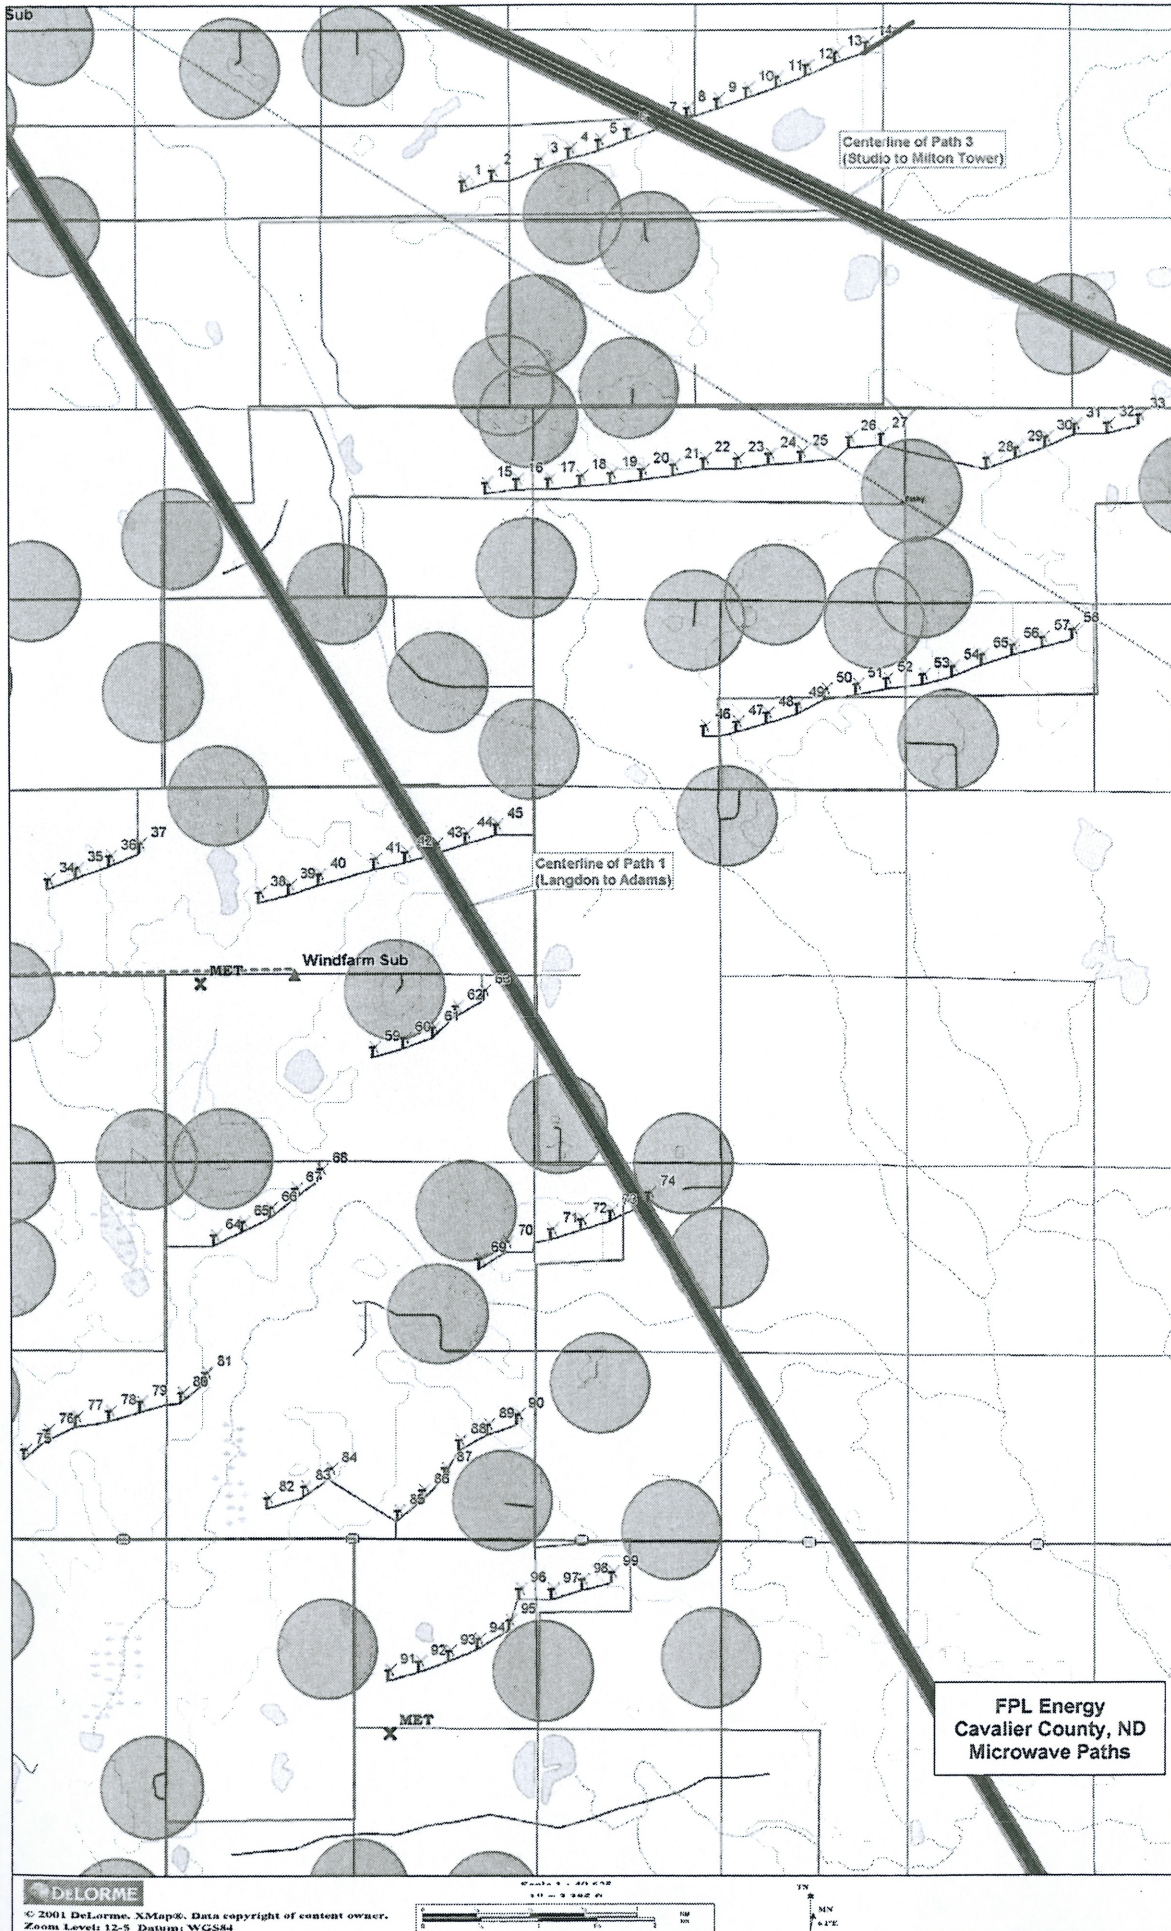 Sub
1 2 3 4 5 7 8 9 10 11 12 13 14
Centerline of Path 3
(Studio to Milton Tower)
15 16 17 18 19 20 21 22 23 24 25 26 27 28 29 30 31 32 33
46 47 48 49 50 51 52 53 54 55 56 57 58
34 35 36 37
38 39 40 41 42 43 44 45
Centerline of Path 1
(Langdon to Adams)
MET
Windfarm Sub
59 60 61 62 63
64 65 66 67 68
69 70 71 72 73 74
75 76 77 78 79 80 81
82 83 84
85 86 87 88 89 90
91 92 93 94 95 96 97 98 99
MET
FPL Energy
Cavalier County, ND
Microwave Paths
DELORME
© 2001 DeLorme. XMap®. Data copyright of content owner.
Zoom Level: 12-5 Datum: WGS84
TN
MN